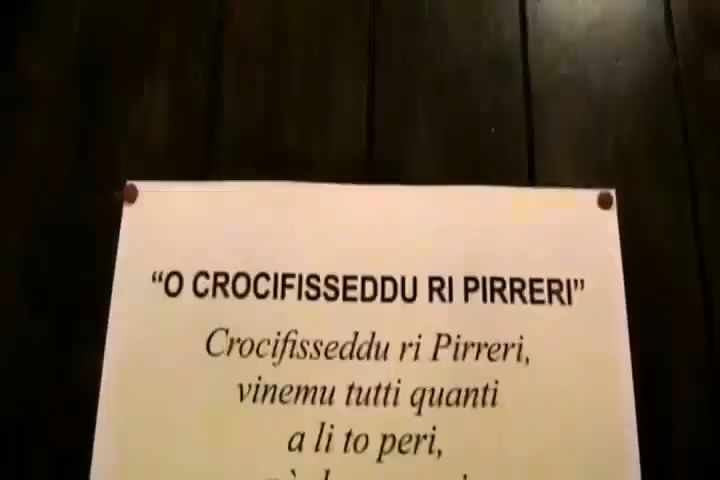 “O CROCIFISSEDDU RI PIRRERI”
Crocifisseddu ri Pirreri,
vinemu tutti quanti
a li to peri,